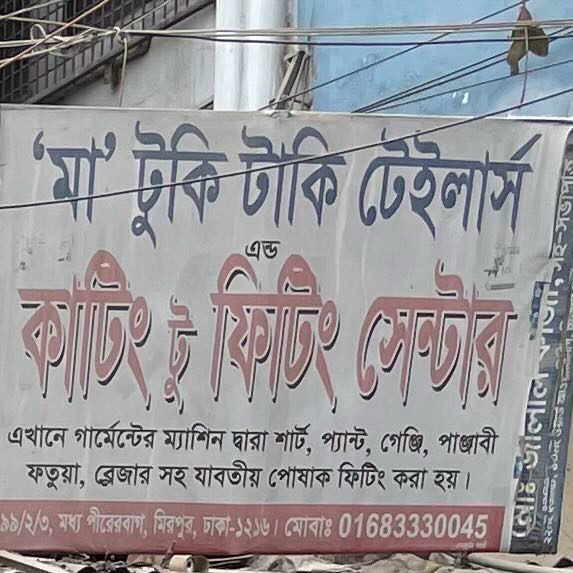 ‘মা’ টুকি টাকি টেইলার্স
এন্ড
কাটিং টু ফিটিং সেন্টার
এখানে গার্মেন্টের ম্যাশিন দ্বারা শার্ট, প্যান্ট, গেঞ্জি, পাঞ্জাবী
ফতুয়া, ব্লেজার সহ যাবতীয় পোষাক ফিটিং করা হয়।
৯৯/২/৩, মধ্য পীরেরবাগ, মিরপুর, ঢাকা-১২১৬। মোবাঃ 01683330045